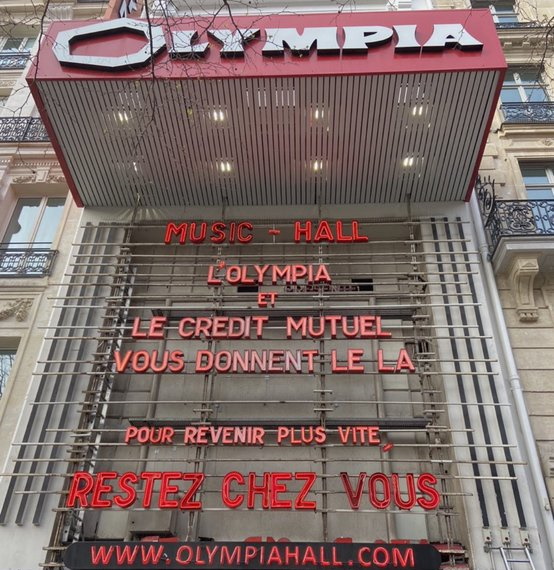 OLYMPIA
MUSIC - HALL
L'OLYMPIA
ET
LE CREDIT MUTUEL
VOUS DONNENT LE LA
POUR REVENIR PLUS VITE,
RESTEZ CHEZ VOUS
WWW.OLYMPIAHALL.COM